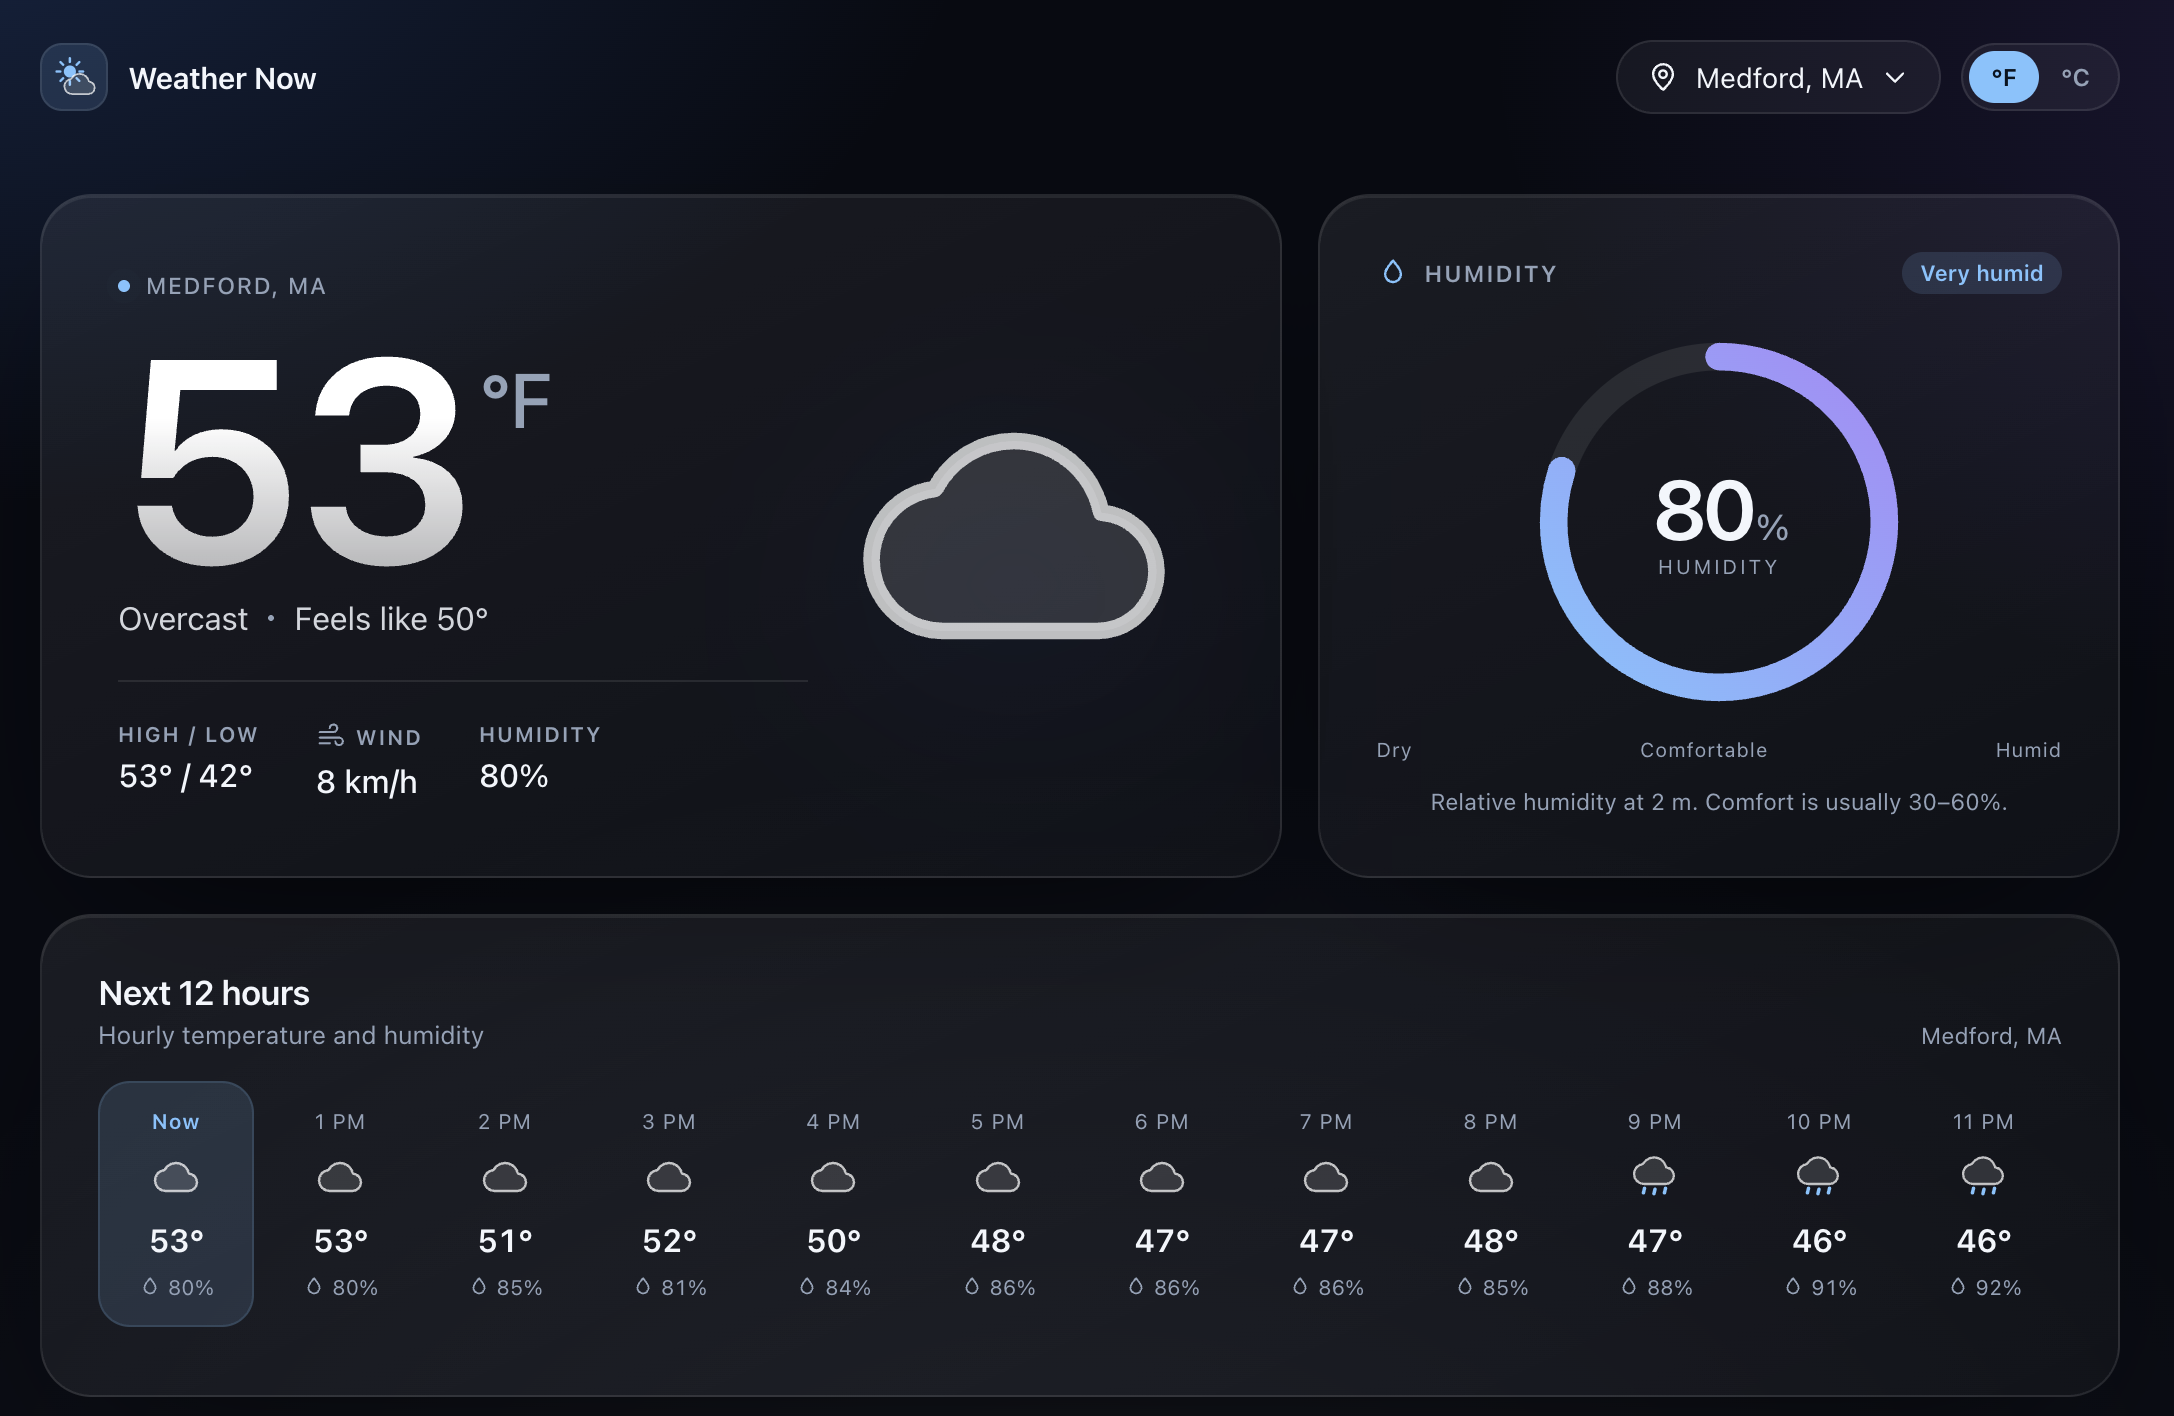 Weather Now
Medford, MA
°F °C
MEDFORD, MA
53 °F
Overcast • Feels like 50°
HIGH / LOW
53° / 42°
WIND
8 km/h
HUMIDITY
80%
HUMIDITY
Very humid
80%
HUMIDITY
Dry Comfortable Humid
Relative humidity at 2 m. Comfort is usually 30–60%.
Next 12 hours
Hourly temperature and humidity
Medford, MA
Now 1 PM 2 PM 3 PM 4 PM 5 PM 6 PM 7 PM 8 PM 9 PM 10 PM 11 PM
53° 53° 51° 52° 50° 48° 47° 47° 48° 47° 46° 46°
80% 80% 85% 81% 84% 86% 86% 86% 85% 88% 91% 92%